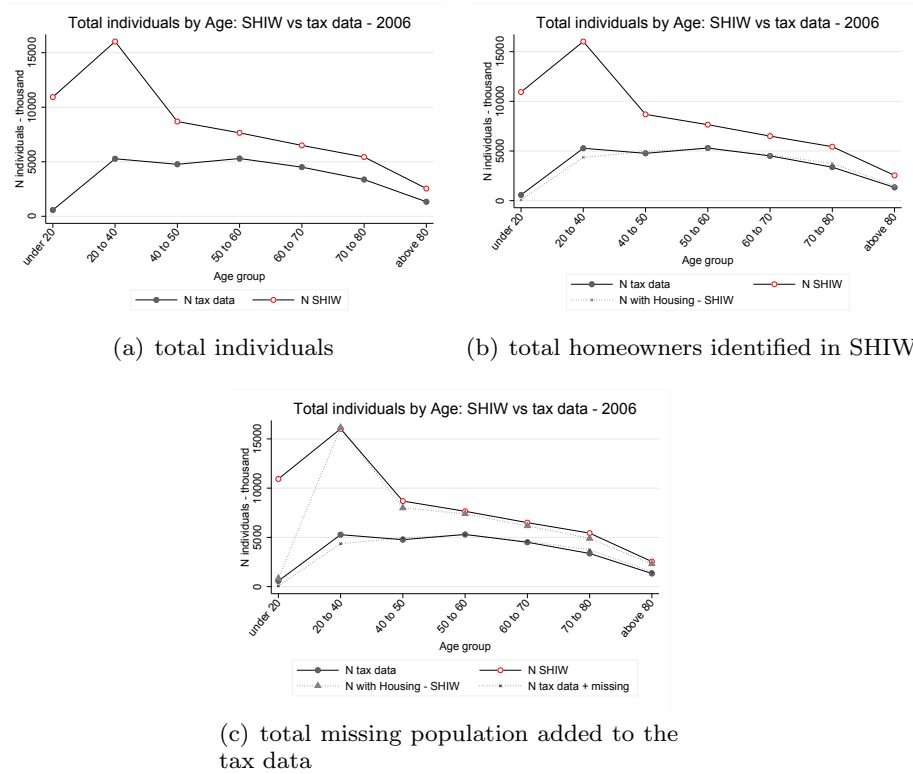 Total individuals by Age: SHIW vs tax data - 2006
N individuals - thousand
15000
10000
5000
0
under 20
20 to 40
40 to 50
50 to 60
60 to 70
70 to 80
above 80
Age group
N tax data
N SHIW
(a) total individuals
Total individuals by Age: SHIW vs tax data - 2006
N individuals - thousand
15000
10000
5000
0
under 20
20 to 40
40 to 50
50 to 60
60 to 70
70 to 80
above 80
Age group
N tax data
N SHIW
N with Housing - SHIW
(b) total homeowners identified in SHIW
Total individuals by Age: SHIW vs tax data - 2006
N individuals - thousand
15000
10000
50000
0
under 20
20 to 40
40 to 50
50 to 60
60 to 70
70 to 80
above 80
Age group
N tax data
N SHIW
N with Housing - SHIW
N tax data + missing
(c) total missing population added to the
tax data